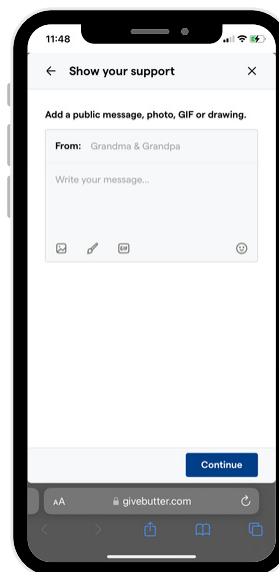 11:48
Show your support
Add a public message, photo, GIF or drawing.
From: Grandma & Grandpa
Write your message...
GIF
Continue
AA givebutter.com